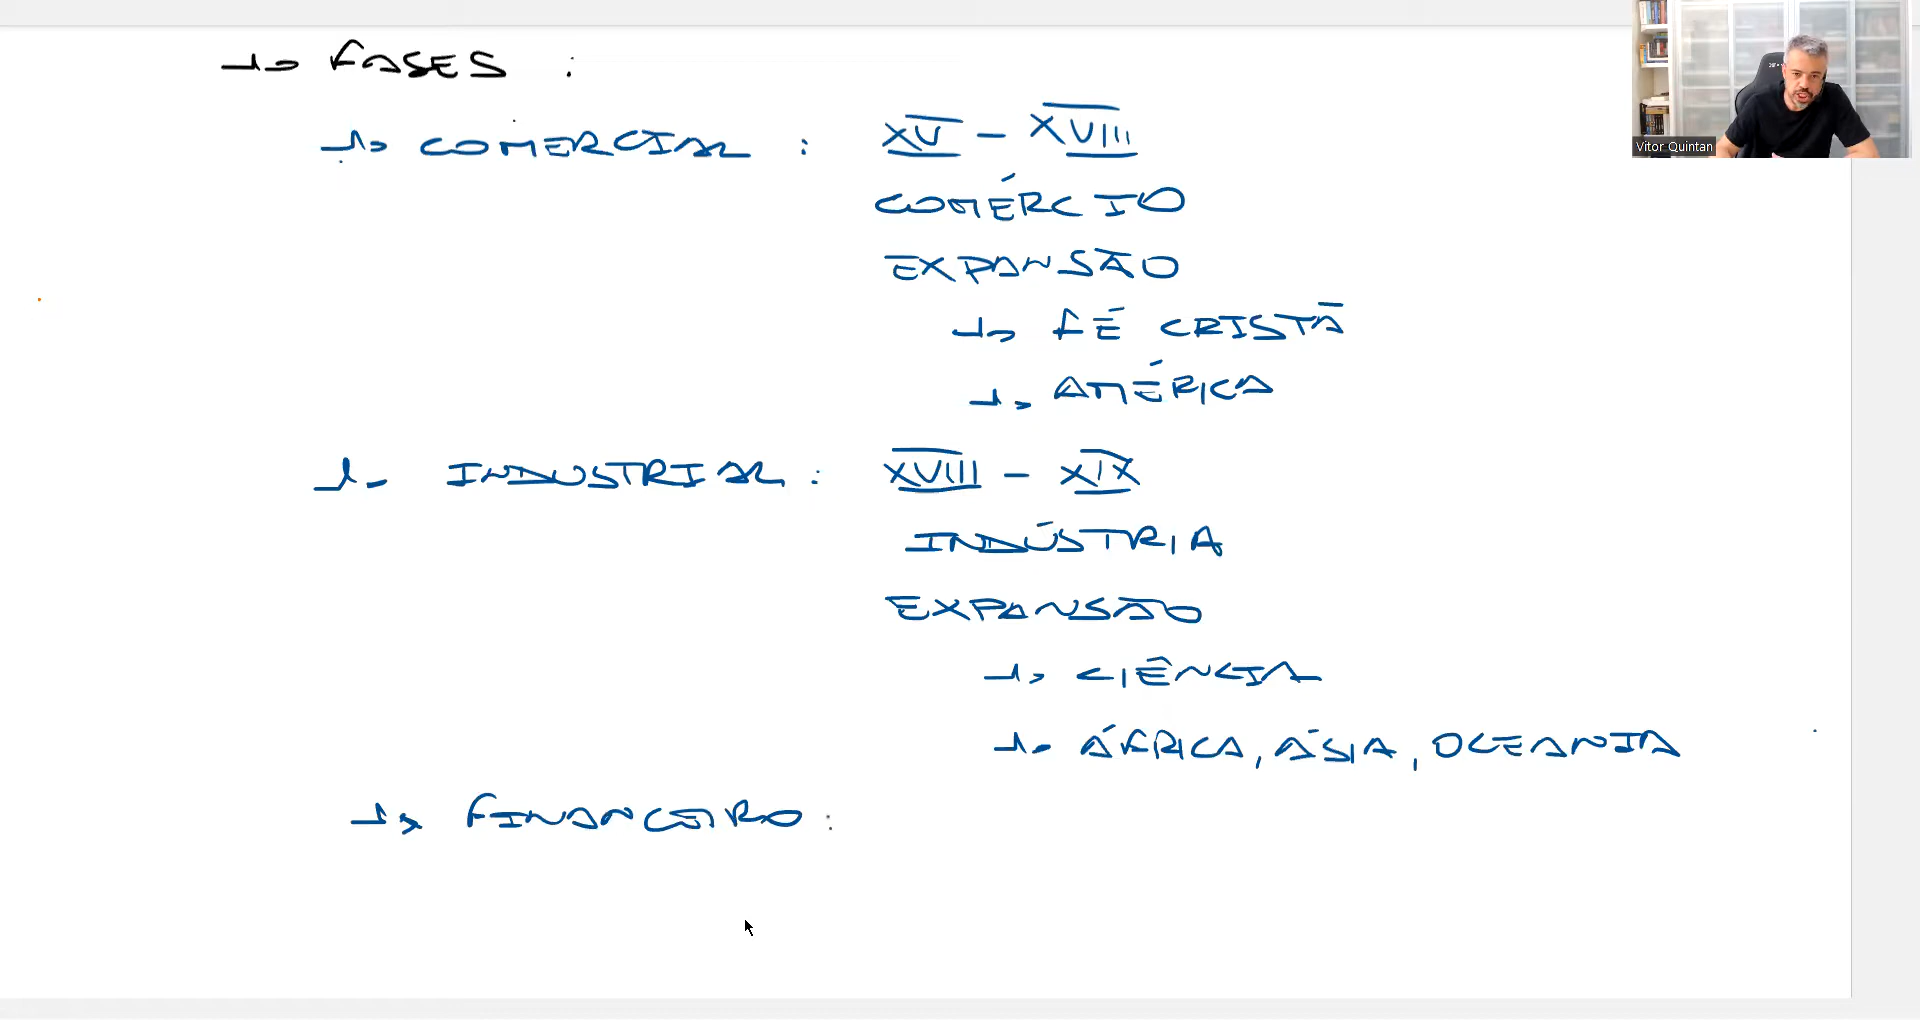 → FASES :
→ COMERCIAL : XV - XVIII
COMÉRCIO
EXPANSÃO
→ FÉ CRISTÃ
→ AMÉRICA
→ INDUSTRIAL : XVIII - XIX
INDÚSTRIA
EXPANSÃO
→ CIÊNCIA
→ ÁFRICA, ÁSIA, OCEANIA
→ FINANCEIRO :
Vitor Quintan